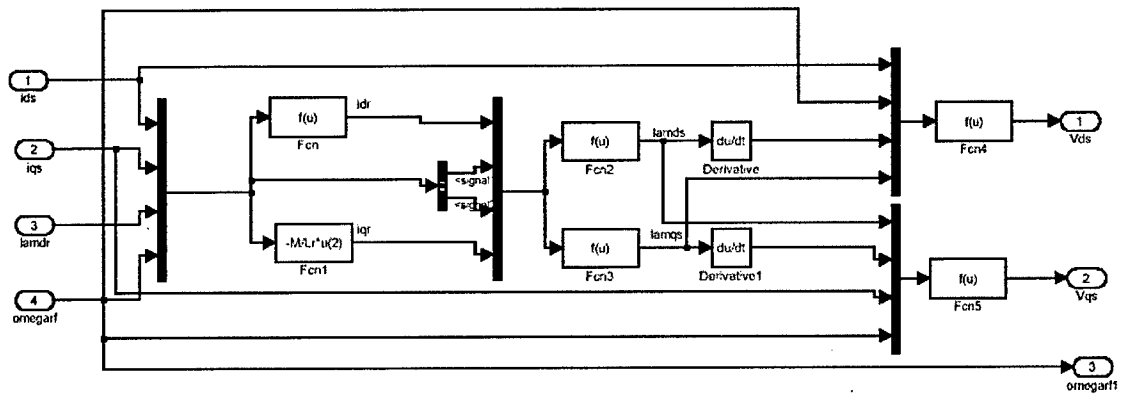 1
ids
2
iqs
3
lamdr
4
omegarf
f(u)
Fcn
idr
-M/Lr*u(2)
Fcn1
iqr
<signal1
<signal2
f(u)
Fcn2
lamds
f(u)
Fcn3
lamqs
du/dt
Derivative
du/dt
Derivative1
f(u)
Fcn4
1
Vds
f(u)
Fcn5
2
Vqs
3
omegarf1